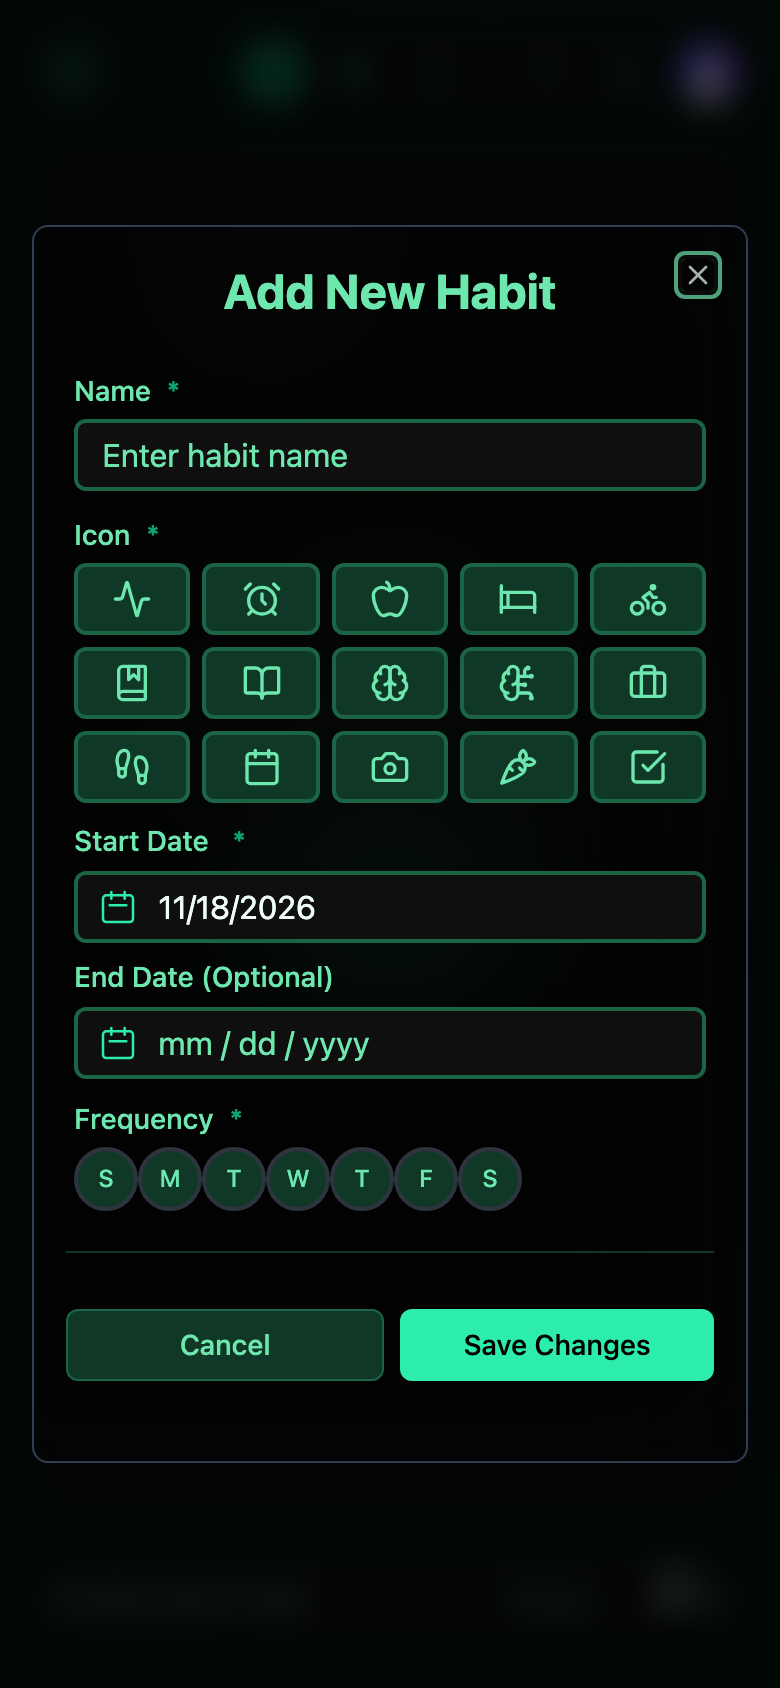 Add New Habit
Name *
Enter habit name
Icon *
Start Date *
11/18/2026
End Date (Optional)
mm / dd / yyyy
Frequency *
S M T W T F S
Cancel Save Changes